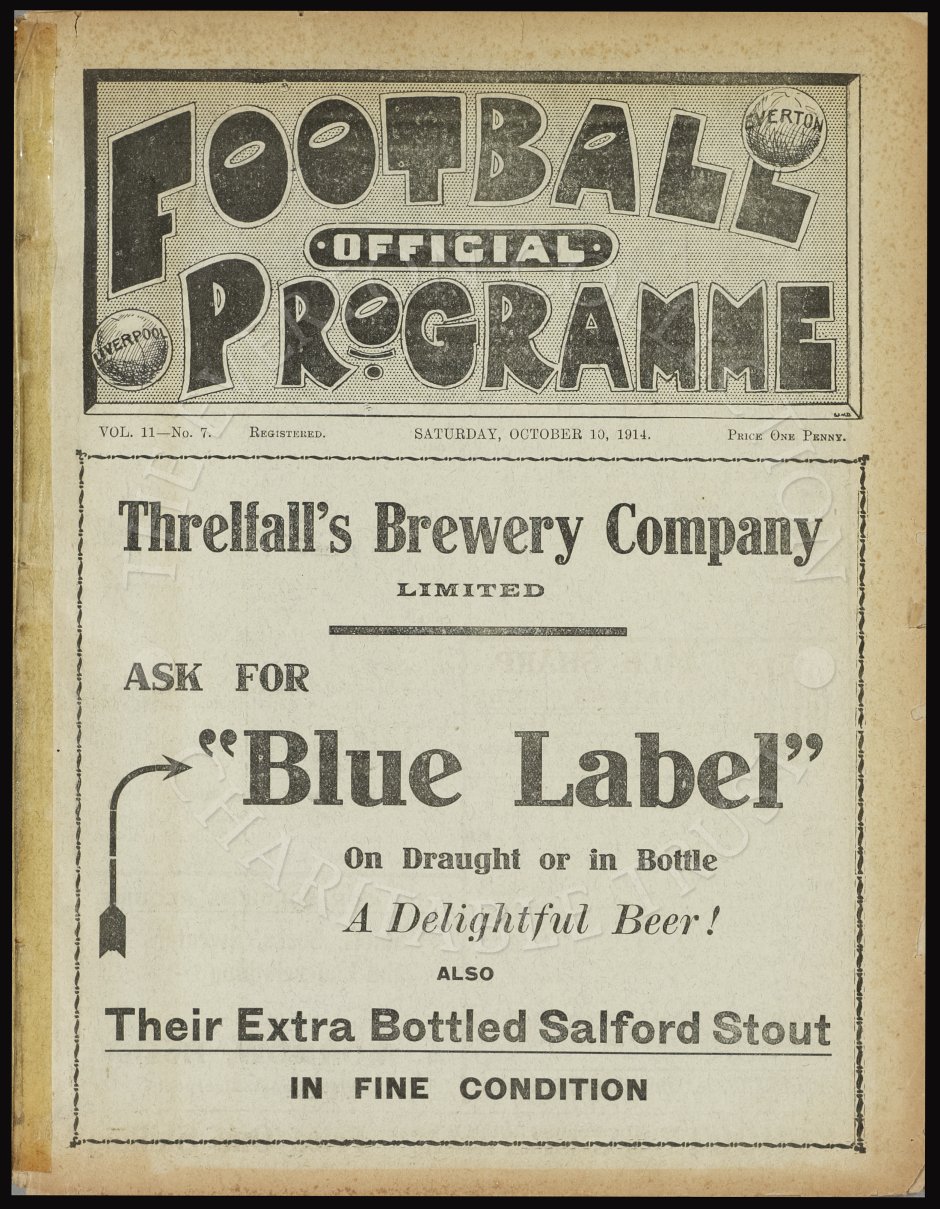 FOOTBALL
EVERTON
OFFICIAL
PROGRAMME
LIVERPOOL
VOL. 11—No. 7. REGISTERED. SATURDAY, OCTOBER 10, 1914. PRICE ONE PENNY.
Threlfall's Brewery Company
LIMITED
ASK FOR
"Blue Label"
On Draught or in Bottle
A Delightful Beer!
ALSO
Their Extra Bottled Salford Stout
IN FINE CONDITION
CHARITABLE TRUST